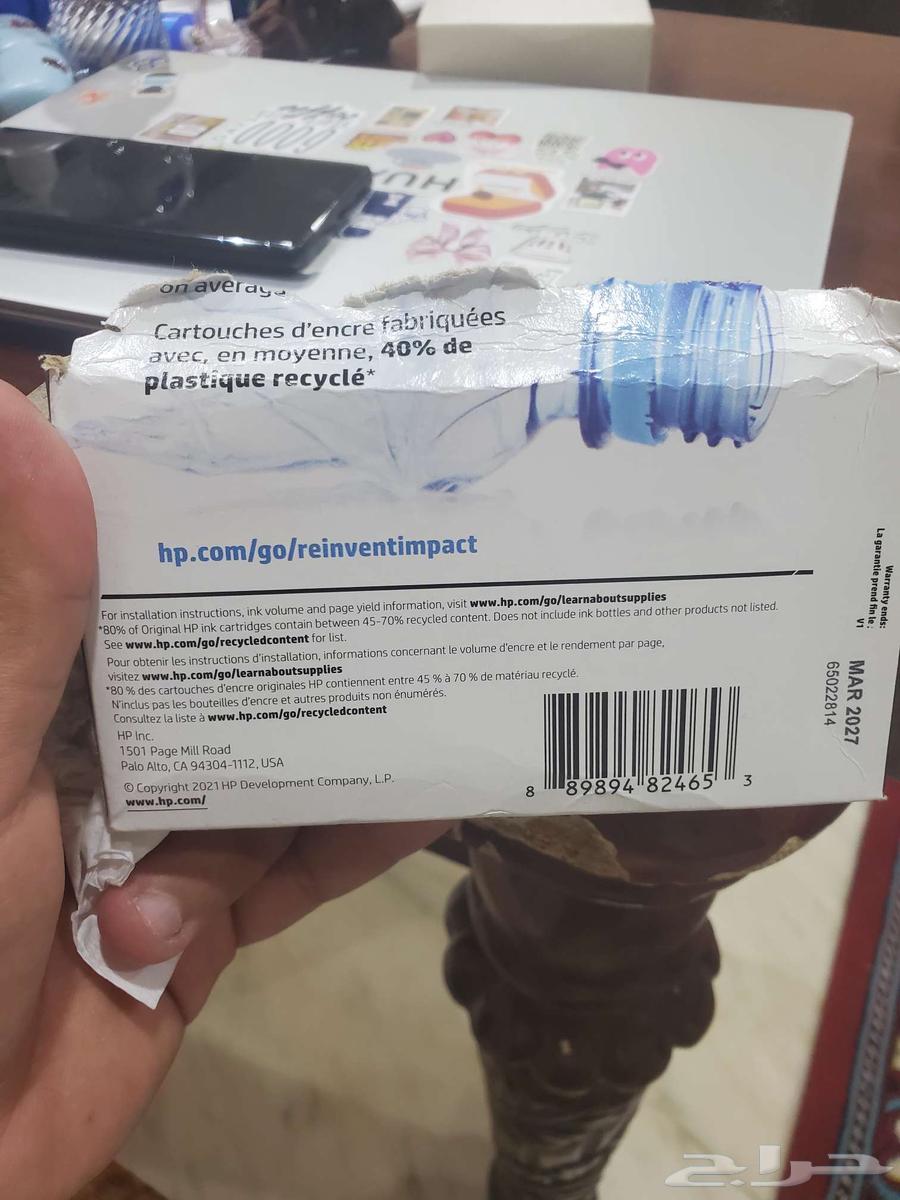 on average
Cartouches d'encre fabriquées
avec, en moyenne, 40% de
plastique recyclé*
hp.com/go/reinventimpact
For installation instructions, ink volume and page yield information, visit www.hp.com/go/learnaboutsupplies
*80% of Original HP ink cartridges contain between 45-70% recycled content. Does not include ink bottles and other products not listed.
See www.hp.com/go/recycledcontent for list.
Pour obtenir les instructions d'installation, informations concernant le volume d'encre et le rendement par page,
visitez www.hp.com/go/learnaboutsupplies
*80 % des cartouches d'encre originales HP contiennent entre 45 % à 70 % de matériau recyclé.
N'inclus pas les bouteilles d'encre et autres produits non énumérés.
Consultez la liste à www.hp.com/go/recycledcontent
HP Inc.
1501 Page Mill Road
Palo Alto, CA 94304-1112, USA
© Copyright 2021 HP Development Company, L.P.
www.hp.com/
8 89894 82465 3
Warranty ends:
La garantie prend fin le:
V1
MAR 2027
65022814
حراج